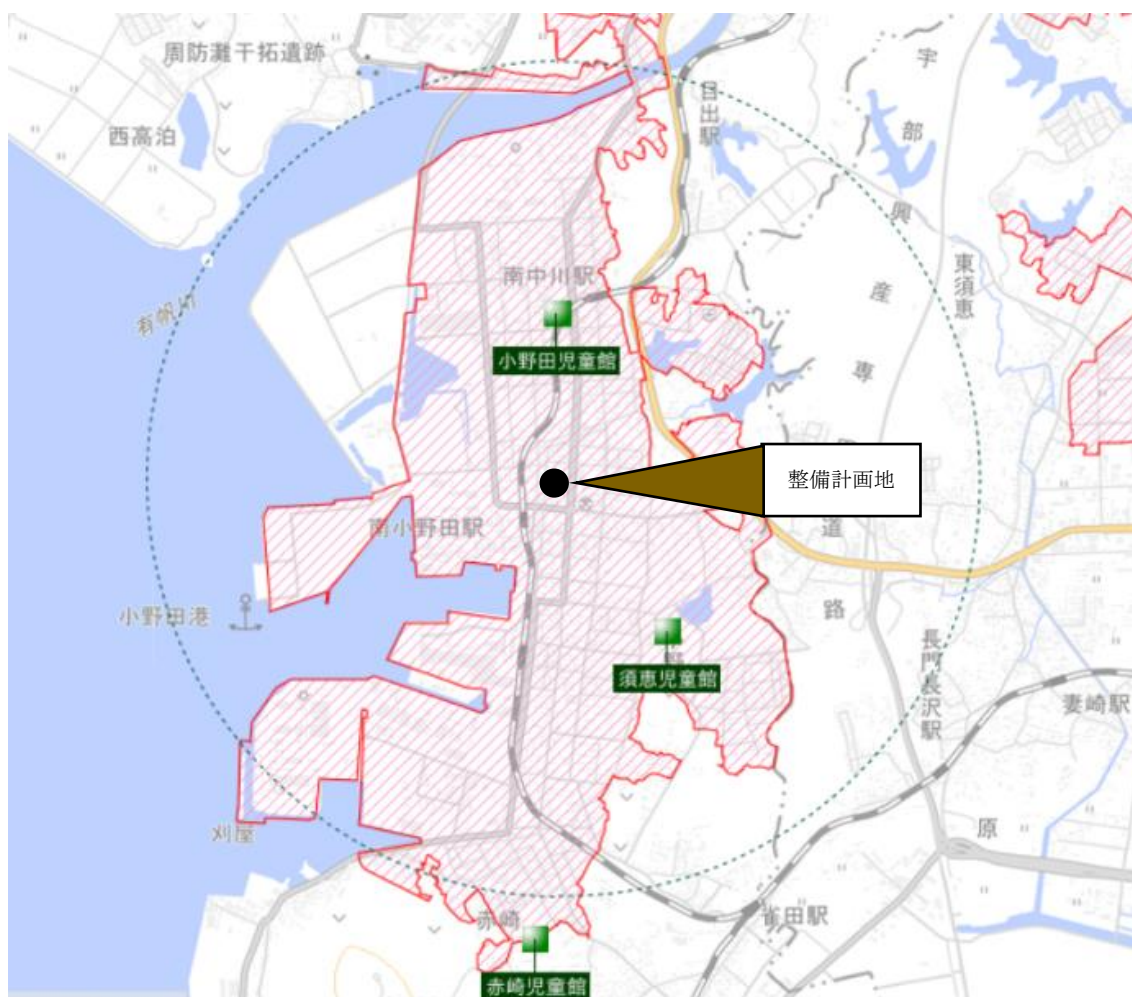 周防灘干拓遺跡
西高泊
目出駅
宇部興産専用道路
東須恵
南中川駅
有帆川
小野田児童館
整備計画地
南小野田駅
小野田港
須恵児童館
長門長沢駅
妻崎駅
刈屋
原
赤崎
雀田駅
赤崎児童館